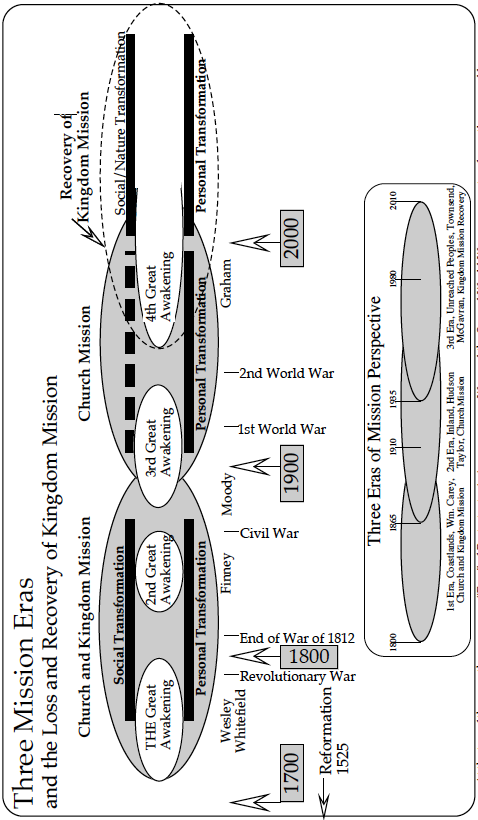 Three Mission Eras
and the Loss and Recovery of Kingdom Mission
Church and Kingdom Mission
Church Mission
Recovery of
Kingdom Mission
Social Transformation
Social/Nature Transformation
THE Great
Awakening
2nd Great
Awakening
3rd Great
Awakening
4th Great
Awakening
Personal Transformation
Personal Transformation
Personal Transformation
Wesley
Whitefield
Finney
Moody
Graham
Revolutionary War
End of War of 1812
Civil War
1st World War
2nd World War
1700
1800
1900
2000
Reformation
1525
Three Eras of Mission Perspective
1800
1865
1910
1935
1980
2010
1st Era, Coastlands, Wm. Carey,
Church and Kingdom Mission
2nd Era, Inland, Hudson
Taylor, Church Mission
3rd Era, Unreached Peoples, Townsend,
McGavran, Kingdom Mission Recovery